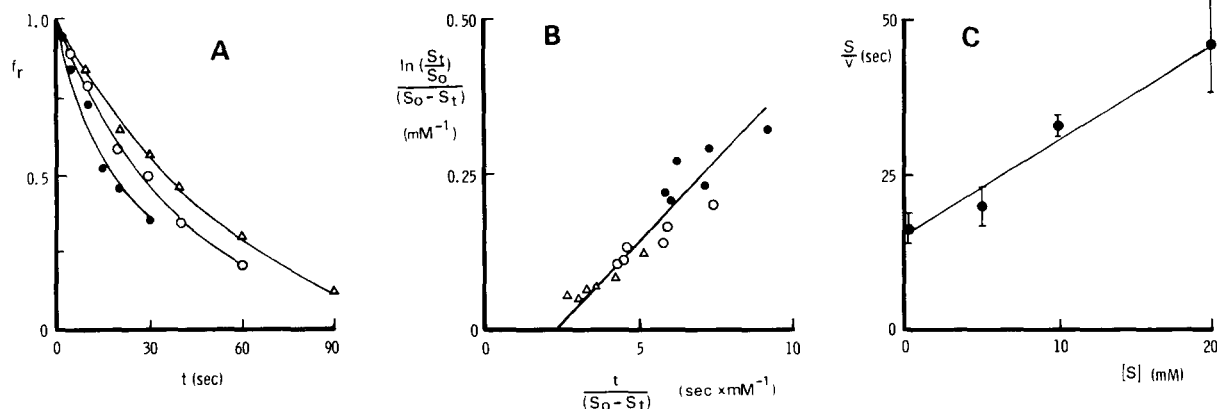 A
1.0
f_r
0.5
0
0
30
60
90
t (sec)
B
0.50
ln (S_t/S_o)
(S_o – S_t)
(mM⁻¹)
0.25
0
0
5
10
t
(S_o – S_t)
(sec × mM⁻¹)
C
50
S/v (sec)
25
0
0
10
20
[S] (mM)